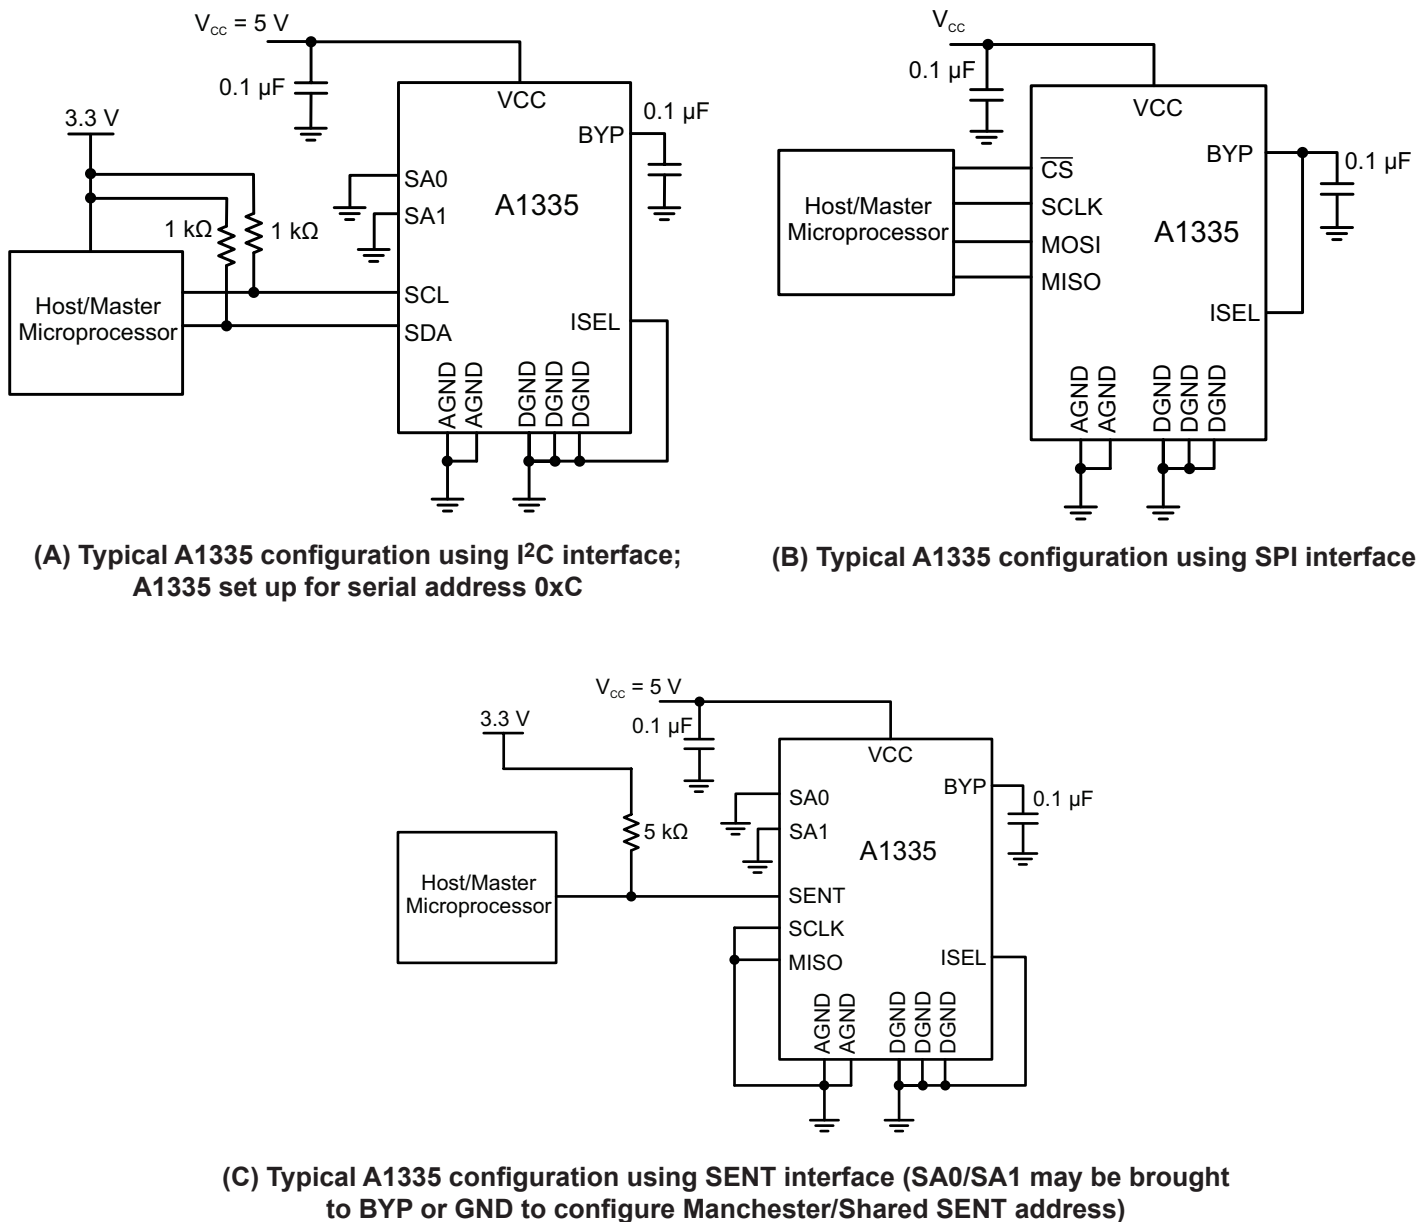 V_CC = 5 V
0.1 µF
3.3 V
VCC
BYP
0.1 µF
SA0
SA1
A1335
1 kΩ
1 kΩ
Host/Master
Microprocessor
SCL
SDA
ISEL
AGND
AGND
DGND
DGND
DGND
(A) Typical A1335 configuration using I²C interface;
A1335 set up for serial address 0xC
V_CC
0.1 µF
VCC
BYP
0.1 µF
Host/Master
Microprocessor
C̅S̅
SCLK
MOSI
MISO
A1335
ISEL
AGND
AGND
DGND
DGND
DGND
(B) Typical A1335 configuration using SPI interface
V_CC = 5 V
3.3 V
0.1 µF
VCC
BYP
0.1 µF
SA0
SA1
5 kΩ
A1335
Host/Master
Microprocessor
SENT
SCLK
MISO
ISEL
AGND
AGND
DGND
DGND
DGND
(C) Typical A1335 configuration using SENT interface (SA0/SA1 may be brought
to BYP or GND to configure Manchester/Shared SENT address)